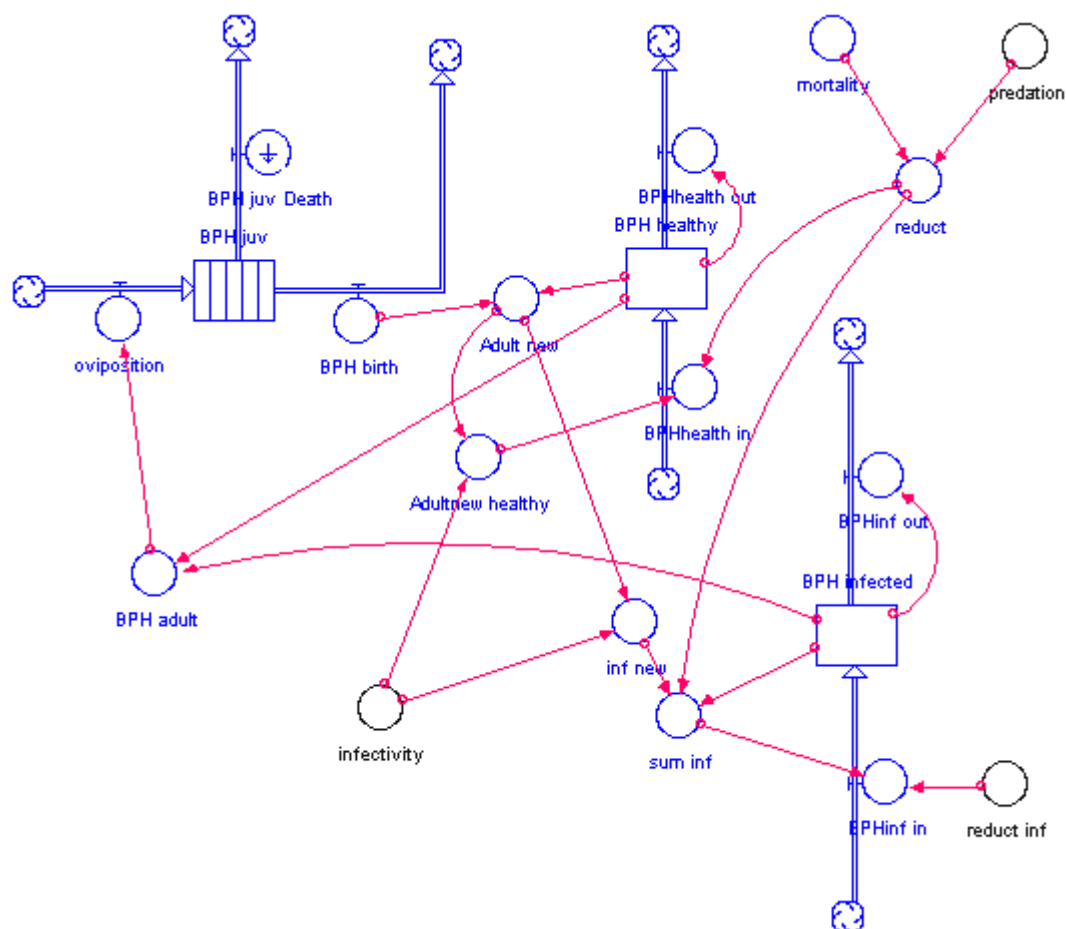 mortality
predation
BPH juv Death
BPHhealth out
BPH juv
BPH healthy
reduct
Adult new
oviposition
BPH birth
BPHhealth in
Adultnew healthy
BPHinf out
BPH infected
BPH adult
inf new
infectivity
sum inf
BPHinf in
reduct inf